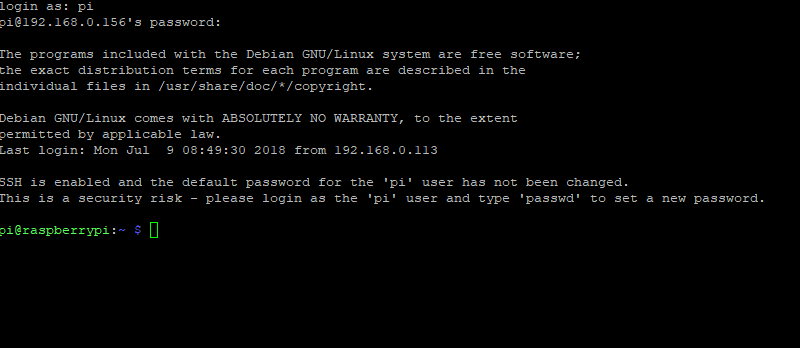 login as: pi
pi@192.168.0.156's password:
The programs included with the Debian GNU/Linux system are free software;
the exact distribution terms for each program are described in the
individual files in /usr/share/doc/*/copyright.
Debian GNU/Linux comes with ABSOLUTELY NO WARRANTY, to the extent
permitted by applicable law.
Last login: Mon Jul  9 08:49:30 2018 from 192.168.0.113
SSH is enabled and the default password for the 'pi' user has not been changed.
This is a security risk - please login as the 'pi' user and type 'passwd' to set a new password.
pi@raspberrypi:~ $